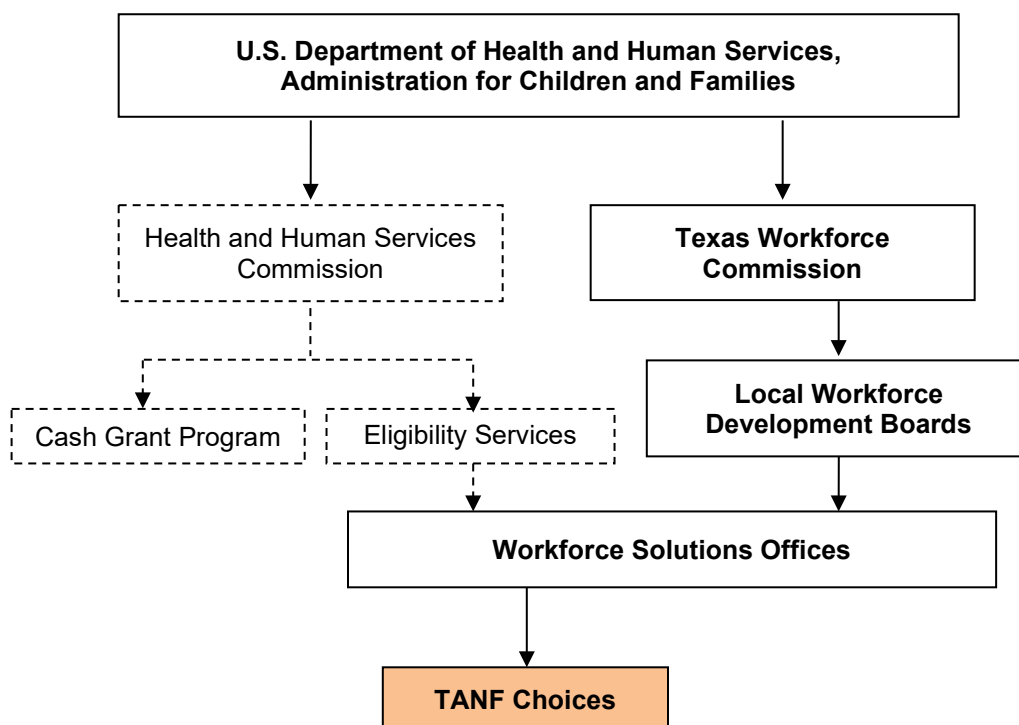 U.S. Department of Health and Human Services,
Administration for Children and Families
Health and Human Services
Commission
Texas Workforce
Commission
Cash Grant Program
Eligibility Services
Local Workforce
Development Boards
Workforce Solutions Offices
TANF Choices